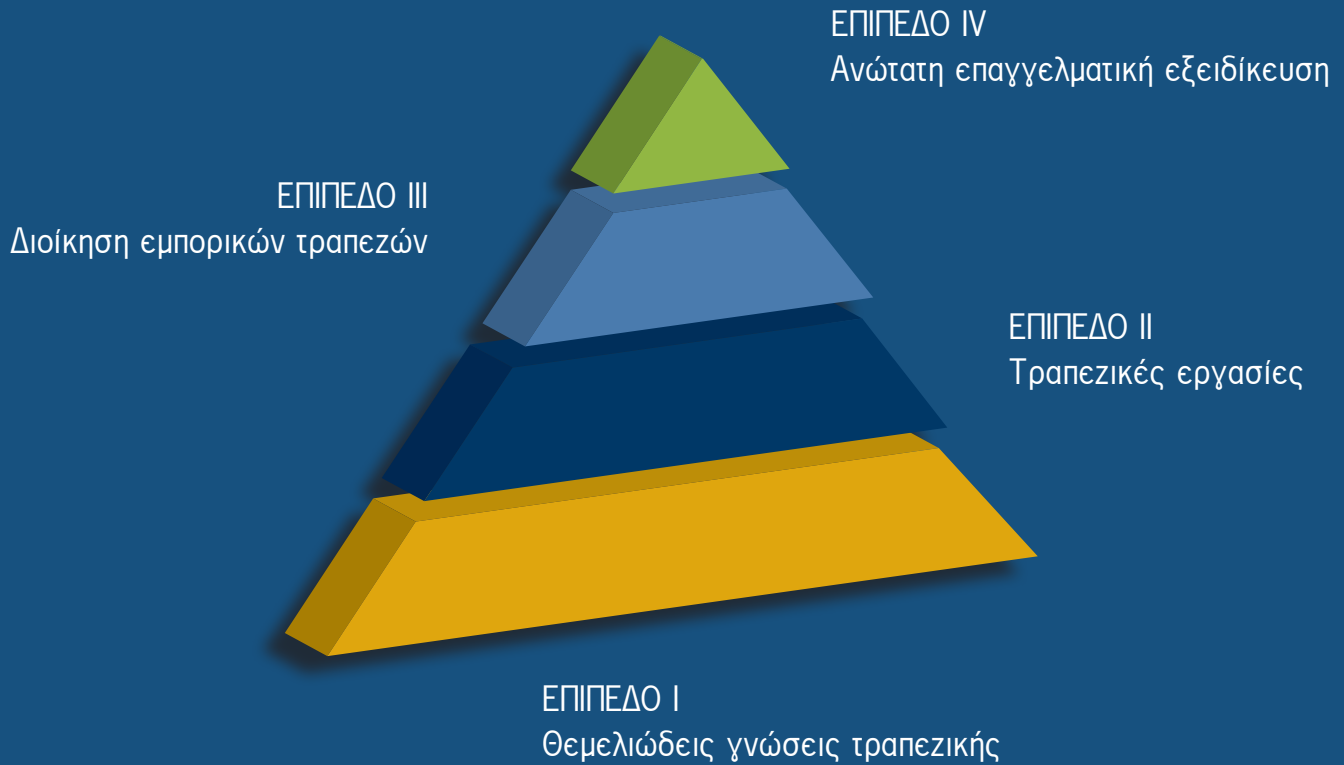 ΕΠΙΠΕΔΟ IV
Ανώτατη επαγγελματική εξειδίκευση
ΕΠΙΠΕΔΟ III
Διοίκηση εμπορικών τραπεζών
ΕΠΙΠΕΔΟ II
Τραπεζικές εργασίες
ΕΠΙΠΕΔΟ I
Θεμελιώδεις γνώσεις τραπεζικής